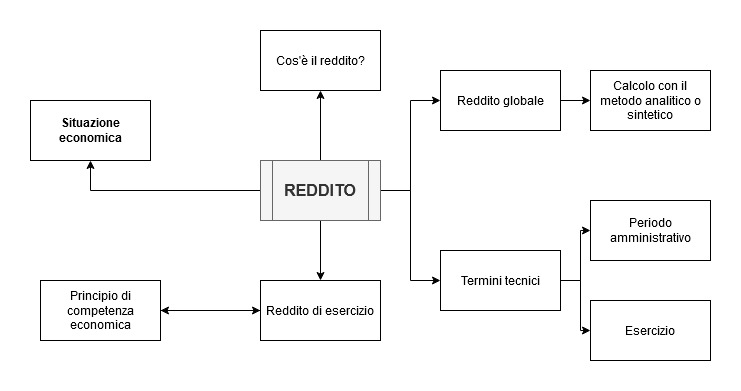 Cos'è il reddito?
Reddito globale
Calcolo con il
metodo analitico o
sintetico
Situazione
economica
REDDITO
Periodo
amministrativo
Termini tecnici
Principio di
competenza
economica
Reddito di esercizio
Esercizio